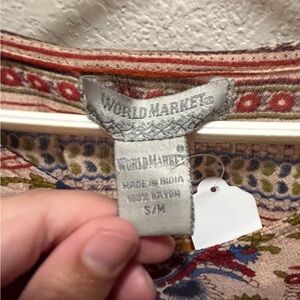 WORLD MARKET®
WORLD MARKET®
MADE IN INDIA
100% RAYON
S/M